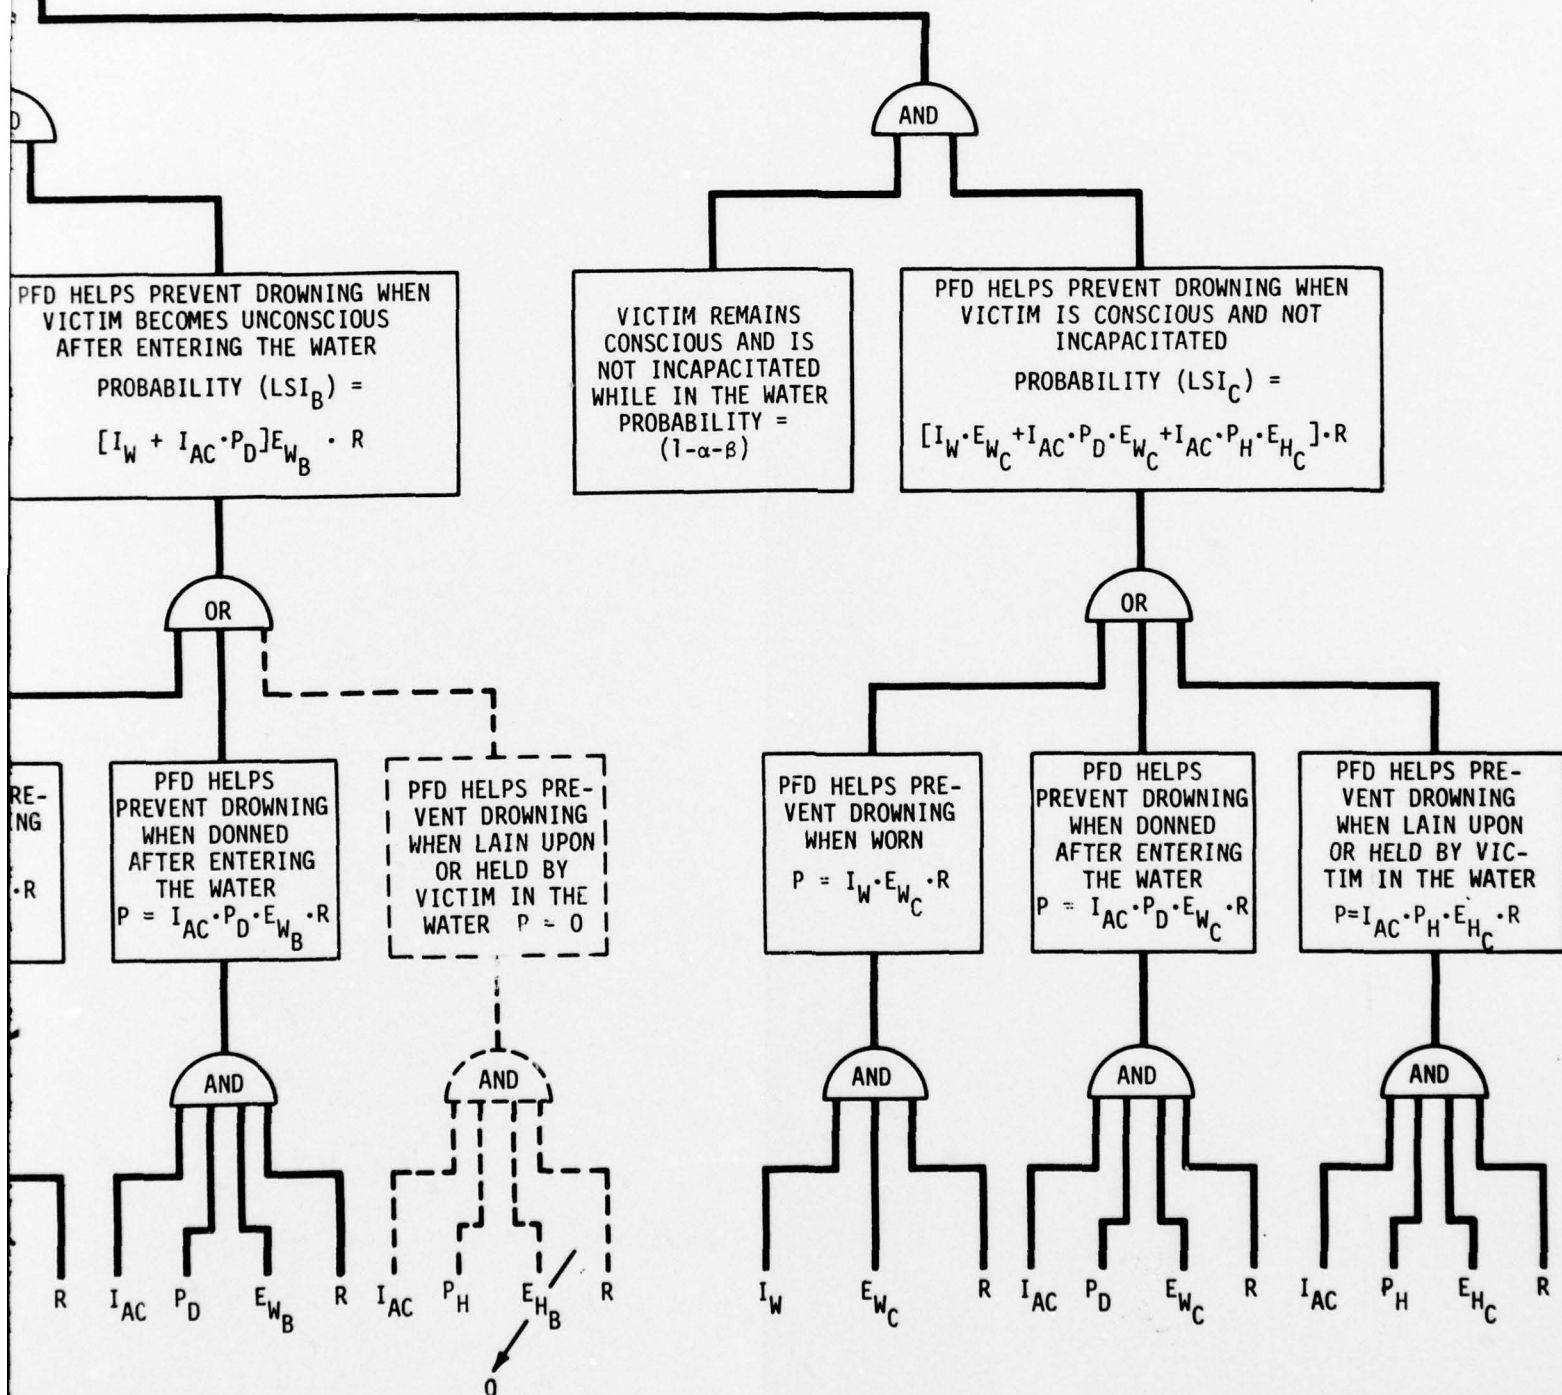 D
AND
PFD HELPS PREVENT DROWNING WHEN
VICTIM BECOMES UNCONSCIOUS
AFTER ENTERING THE WATER
PROBABILITY (LSI_B) =
[I_W + I_AC·P_D]E_W_B · R
VICTIM REMAINS
CONSCIOUS AND IS
NOT INCAPACITATED
WHILE IN THE WATER
PROBABILITY =
(1-α-β)
PFD HELPS PREVENT DROWNING WHEN
VICTIM IS CONSCIOUS AND NOT
INCAPACITATED
PROBABILITY (LSI_C) =
[I_W·E_W_C+I_AC·P_D·E_W_C+I_AC·P_H·E_H_C]·R
OR
OR
RE-
NG
·R
PFD HELPS
PREVENT DROWNING
WHEN DONNED
AFTER ENTERING
THE WATER
P = I_AC·P_D·E_W_B·R
PFD HELPS PRE-
VENT DROWNING
WHEN LAIN UPON
OR HELD BY
VICTIM IN THE
WATER P = 0
PFD HELPS PRE-
VENT DROWNING
WHEN WORN
P = I_W·E_W_C·R
PFD HELPS
PREVENT DROWNING
WHEN DONNED
AFTER ENTERING
THE WATER
P = I_AC·P_D·E_W_C·R
PFD HELPS PRE-
VENT DROWNING
WHEN LAIN UPON
OR HELD BY VIC-
TIM IN THE WATER
P=I_AC·P_H·E_H_C·R
AND
AND
AND
AND
AND
R
I_AC P_D E_W_B R
I_AC P_H E_H_B R
0
I_W E_W_C R
I_AC P_D E_W_C R
I_AC P_H E_H_C R